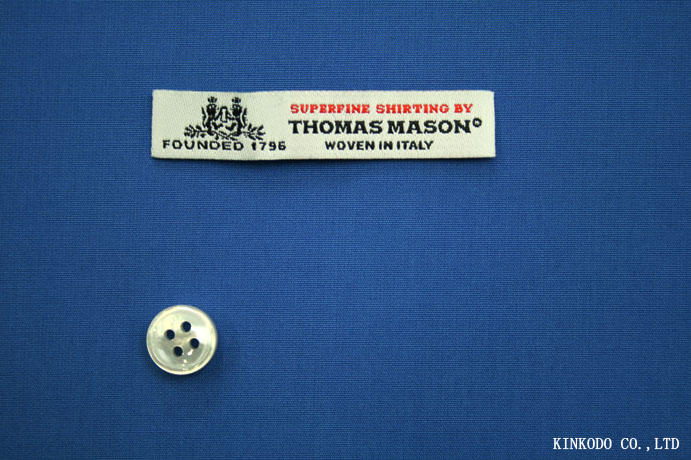 FOUNDED 1796
SUPERFINE SHIRTING BY
THOMAS MASON®
WOVEN IN ITALY
KINKODO CO.,LTD